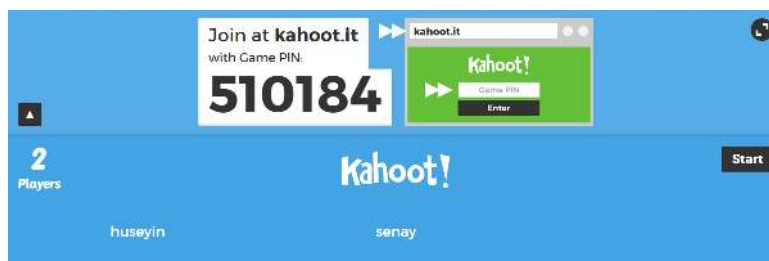 Join at kahoot.it
with Game PIN:
510184
kahoot.it
Kahoot!
Game PIN
Enter
2
Players
Kahoot!
Start
huseyin
senay